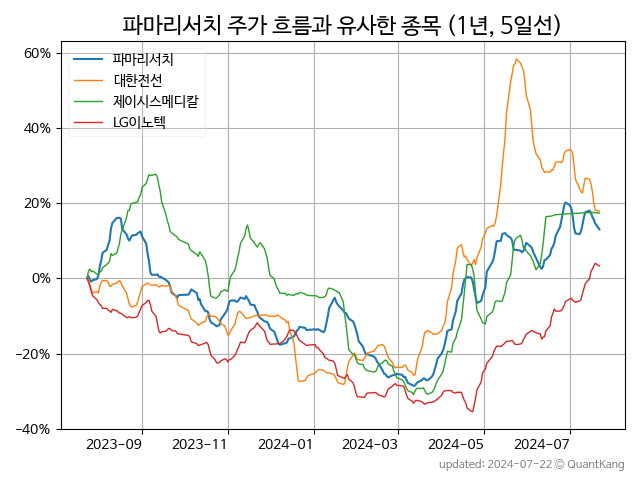 파마리서치 주가 흐름과 유사한 종목 (1년, 5일선)
파마리서치
대한전선
제이시스메디칼
LG이노텍
60%
40%
20%
0%
−20%
−40%
2023-09
2023-11
2024-01
2024-03
2024-05
2024-07
updated: 2024-07-22 © QuantKang